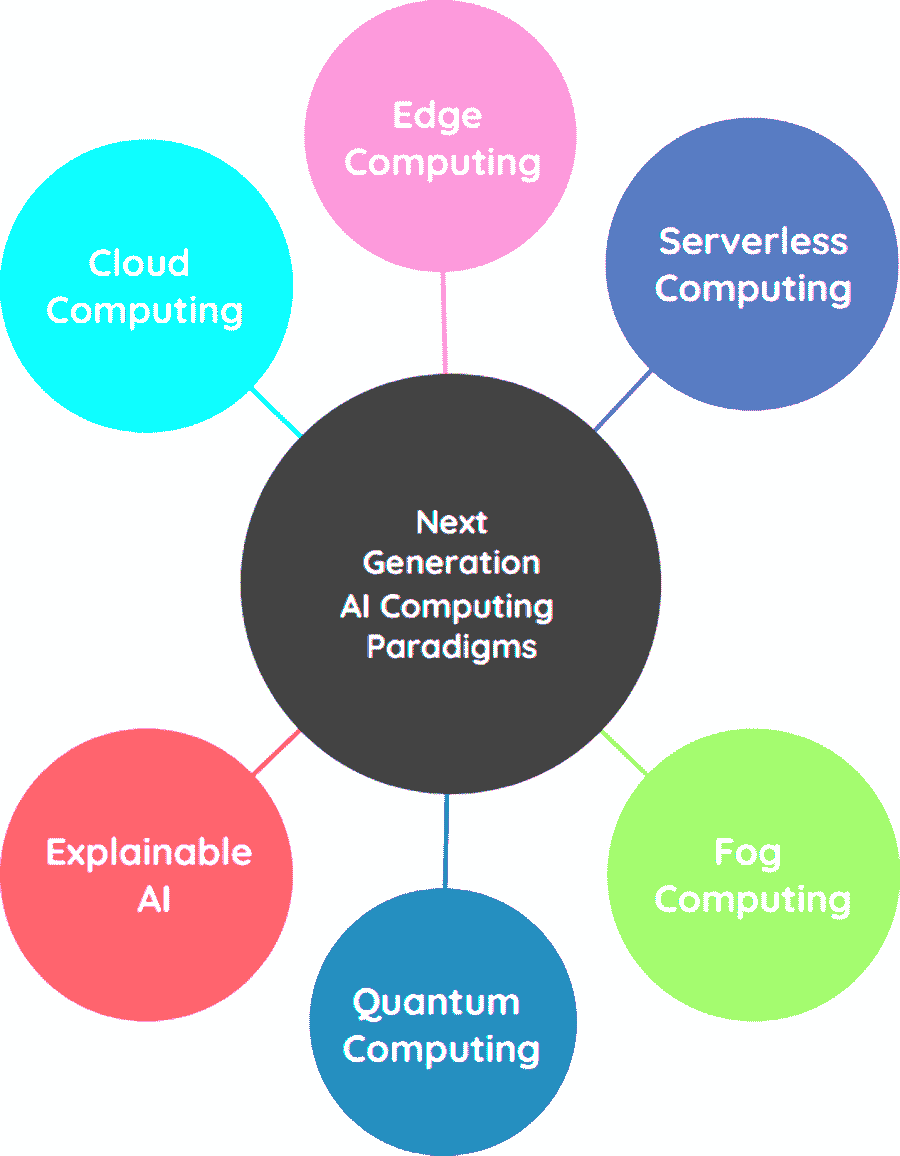 Edge
Computing
Serverless
Computing
Cloud
Computing
Next
Generation
AI Computing
Paradigms
Explainable
AI
Fog
Computing
Quantum
Computing